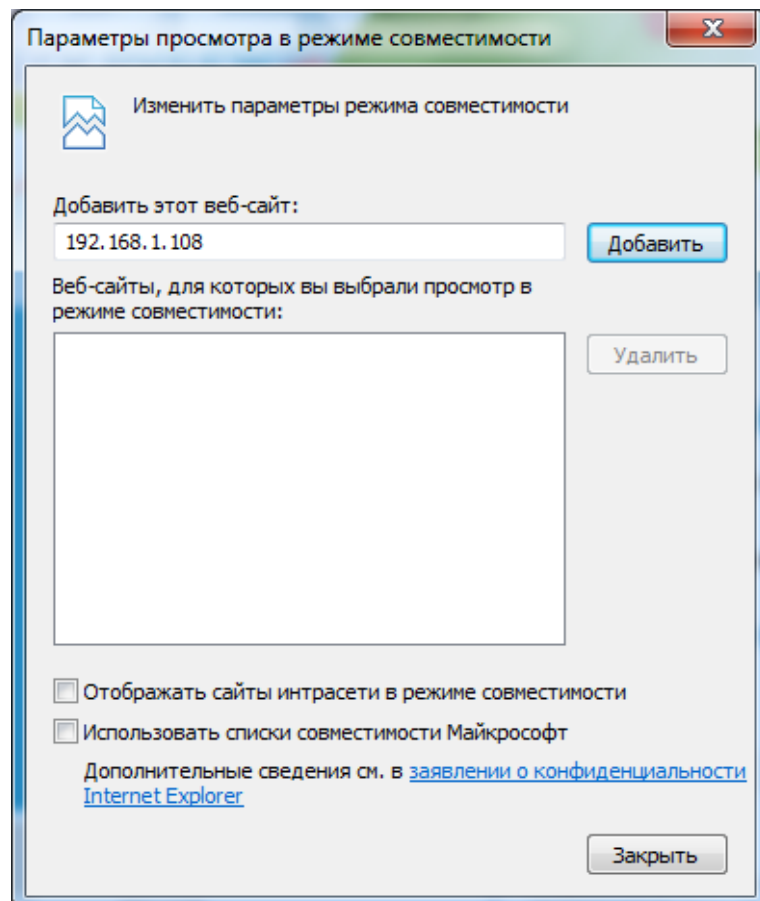 Параметры просмотра в режиме совместимости
Изменить параметры режима совместимости
Добавить этот веб-сайт:
192.168.1.108
Добавить
Веб-сайты, для которых вы выбрали просмотр в
режиме совместимости:
Удалить
Отображать сайты интрасети в режиме совместимости
Использовать списки совместимости Майкрософт
Дополнительные сведения см. в заявлении о конфиденциальности
Internet Explorer
Закрыть